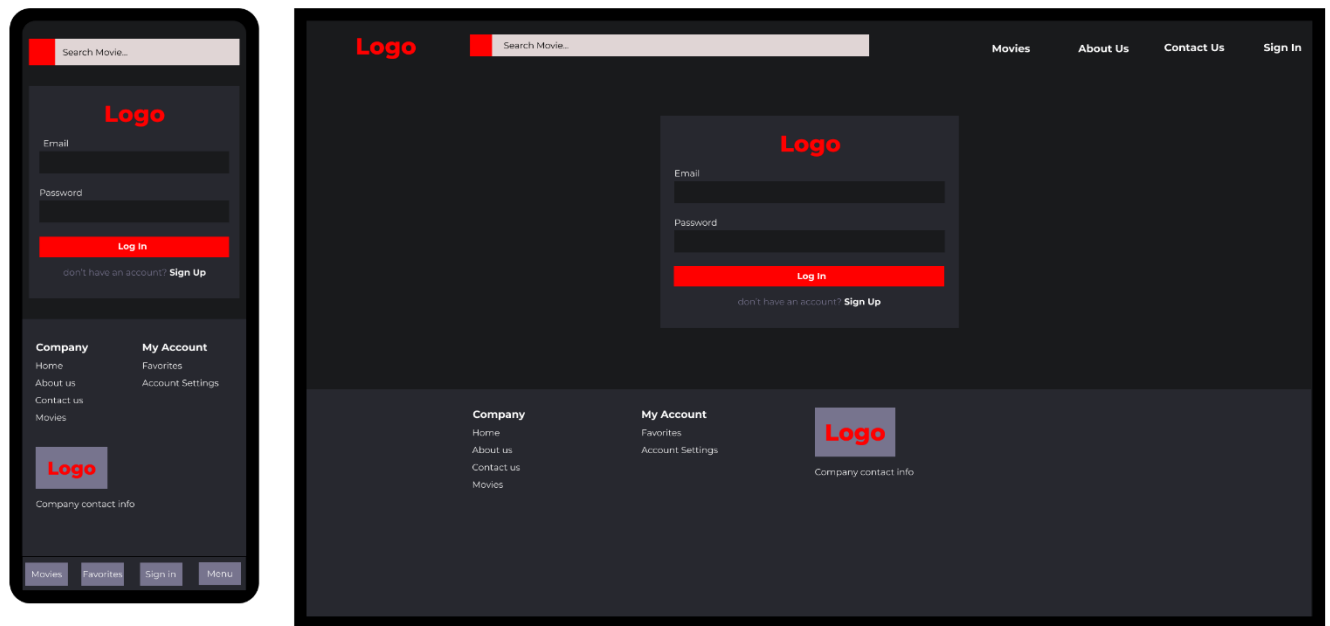 Search Movie...
Logo
Email
Password
Log In
don't have an account? Sign Up
Company
Home
About us
Contact us
Movies
My Account
Favorites
Account Settings
Logo
Company contact info
Movies
Favorites
Sign in
Menu
Logo
Search Movie...
Movies
About Us
Contact Us
Sign In
Logo
Email
Password
Log In
don't have an account? Sign Up
Company
Home
About us
Contact us
Movies
My Account
Favorites
Account Settings
Logo
Company contact info